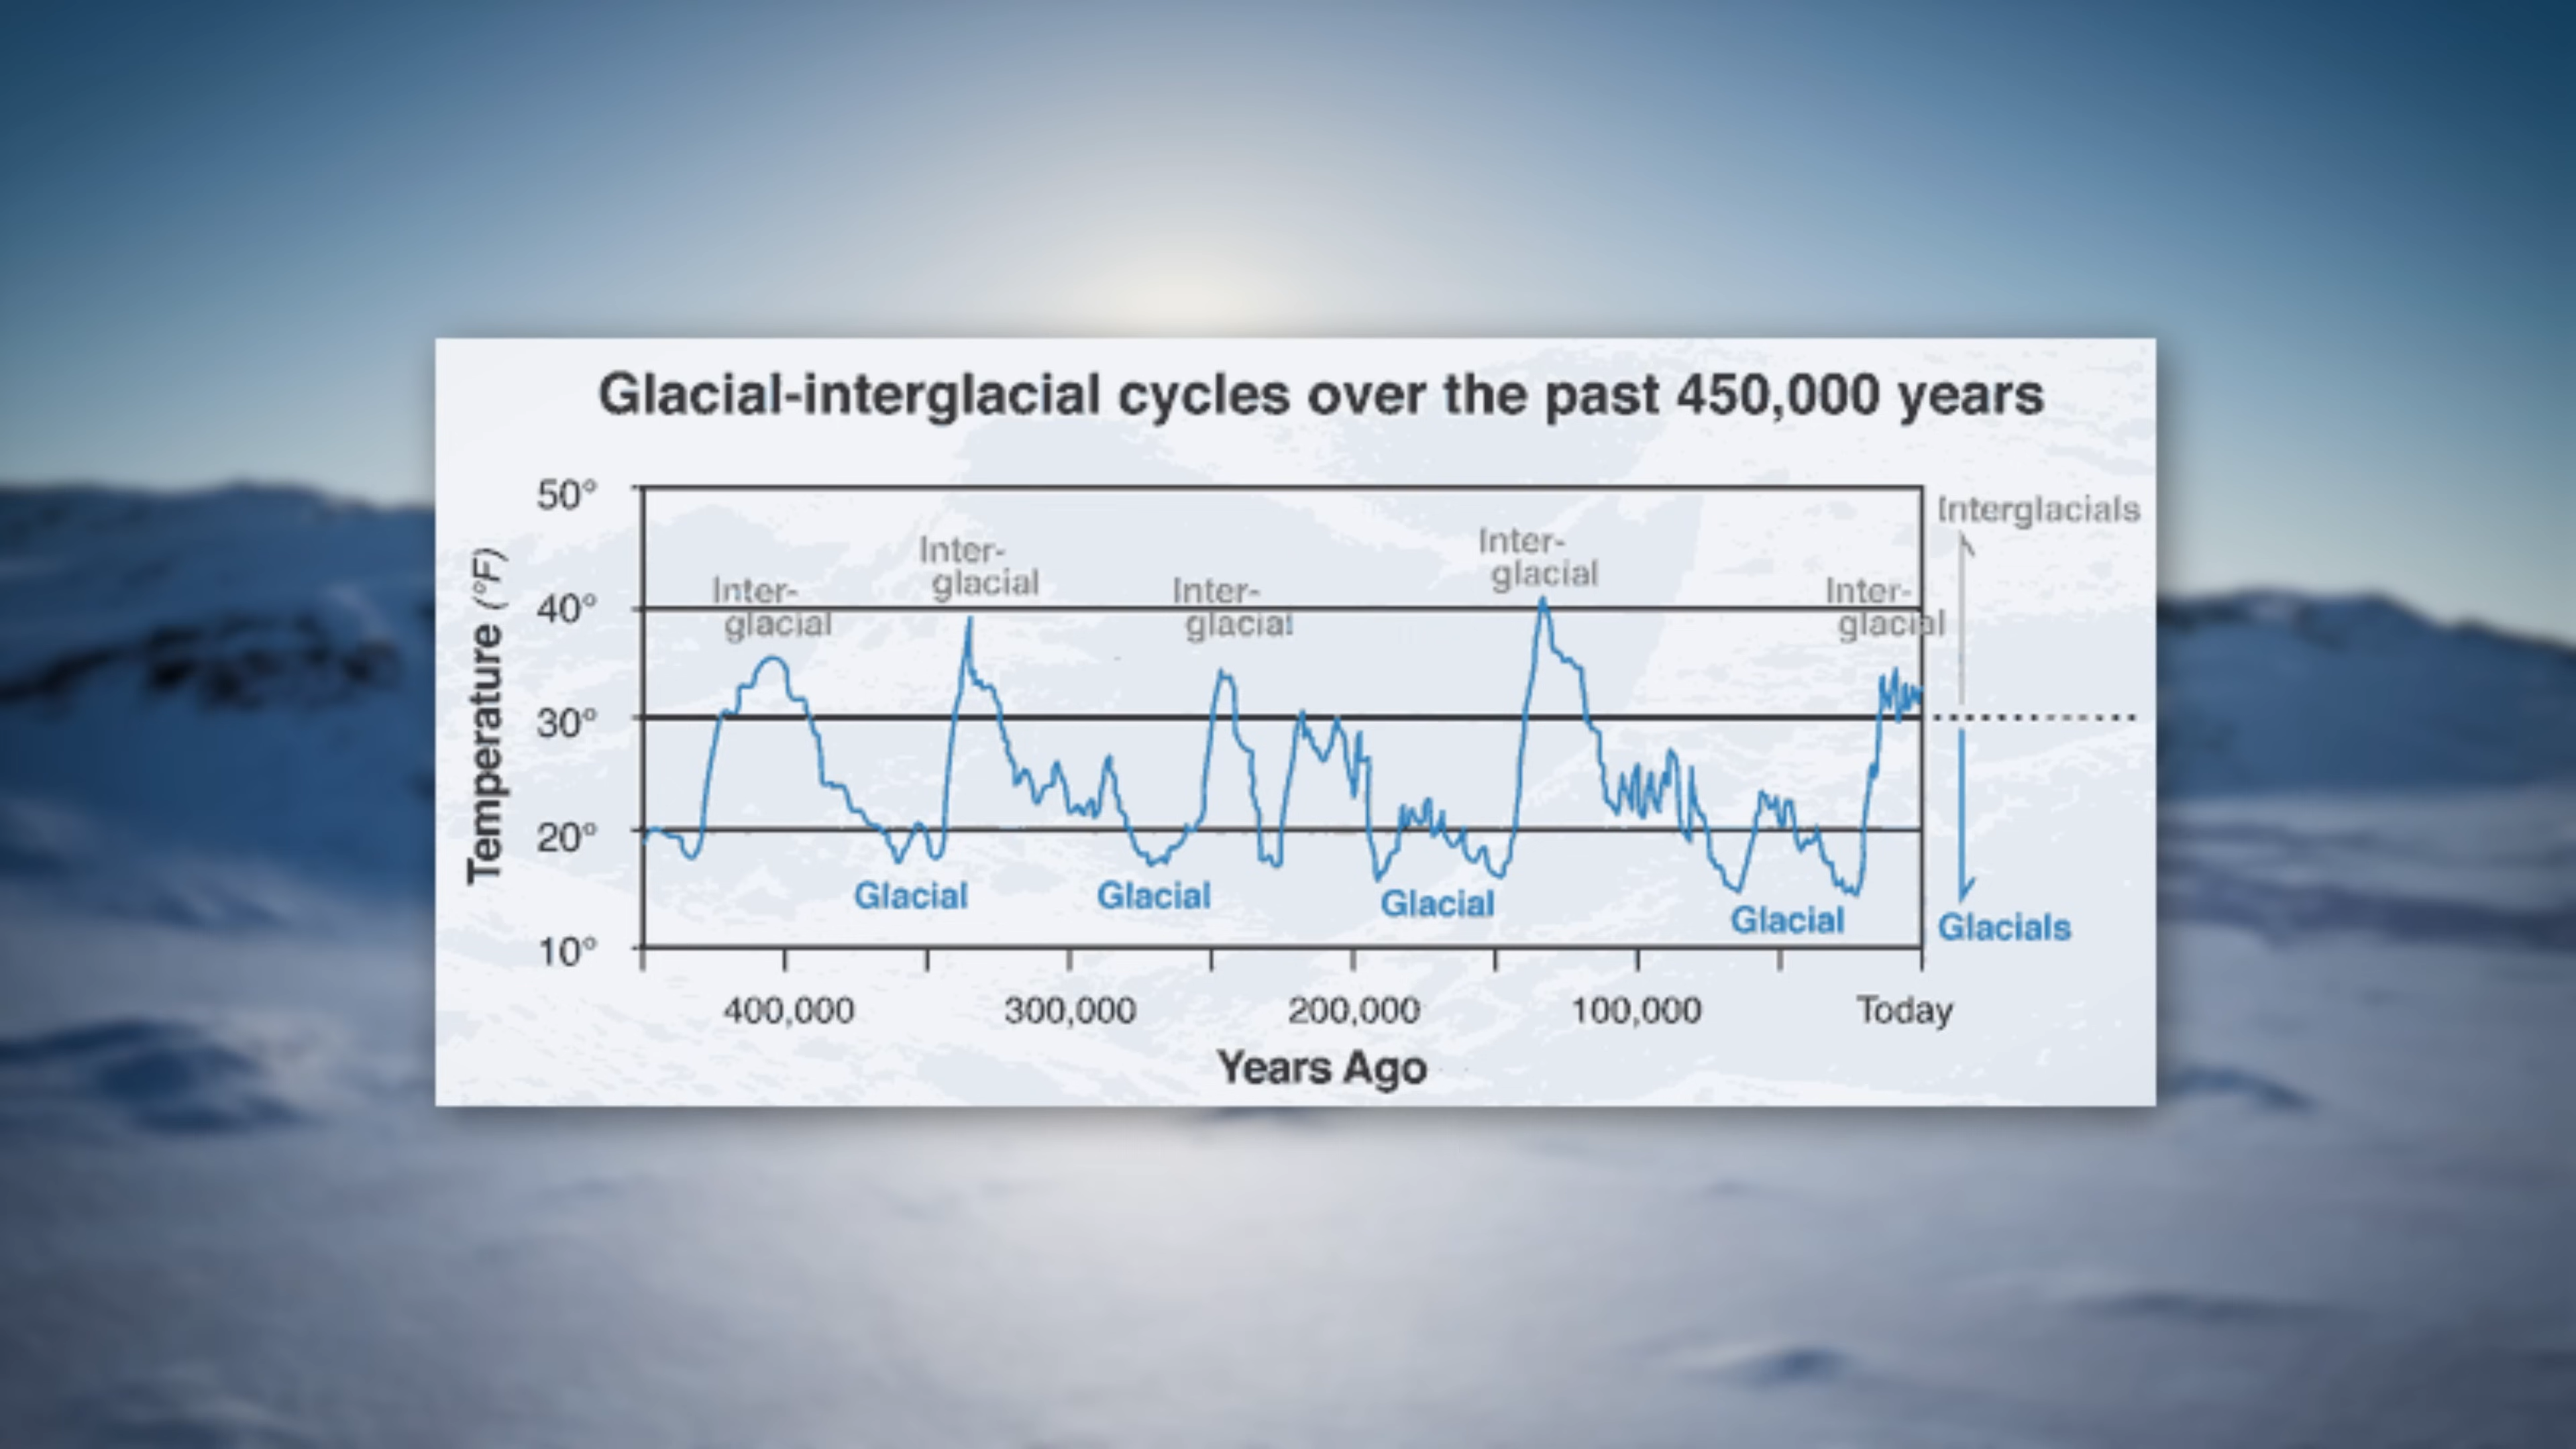 Glacial-interglacial cycles over the past 450,000 years
50°
Interglacials
Inter-
glacial
Inter-
glacial
Inter-
glacial
Inter-
glacial
Inter-
glacial
40°
30°
20°
10°
Temperature (°F)
Glacial
Glacial
Glacial
Glacial
Glacials
400,000
300,000
200,000
100,000
Today
Years Ago